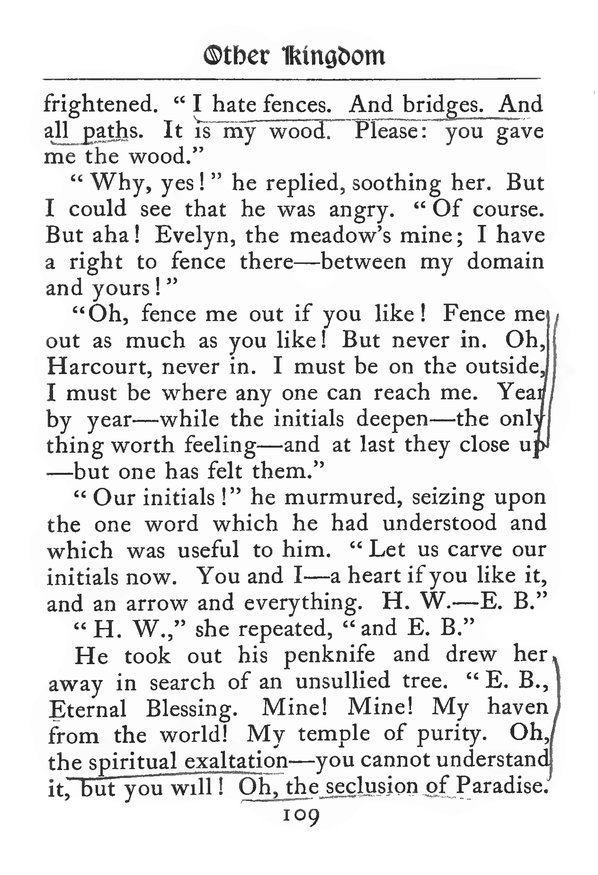 Other Kingdom
frightened. “ I hate fences. And bridges. And
all paths. It is my wood. Please: you gave
me the wood.”
“ Why, yes!” he replied, soothing her. But
I could see that he was angry. “ Of course.
But aha! Evelyn, the meadow's mine; I have
a right to fence there—between my domain
and yours!”
“Oh, fence me out if you like! Fence me
out as much as you like! But never in. Oh,
Harcourt, never in. I must be on the outside,
I must be where any one can reach me. Year
by year—while the initials deepen—the only
thing worth feeling—and at last they close up
—but one has felt them.”
“ Our initials!” he murmured, seizing upon
the one word which he had understood and
which was useful to him. “ Let us carve our
initials now. You and I—a heart if you like it,
and an arrow and everything. H. W.—E. B.”
“ H. W.,” she repeated, “ and E. B.”
He took out his penknife and drew her
away in search of an unsullied tree. “ E. B.,
Eternal Blessing. Mine! Mine! My haven
from the world! My temple of purity. Oh,
the spiritual exaltation—you cannot understand
it, but you will! Oh, the seclusion of Paradise.
109